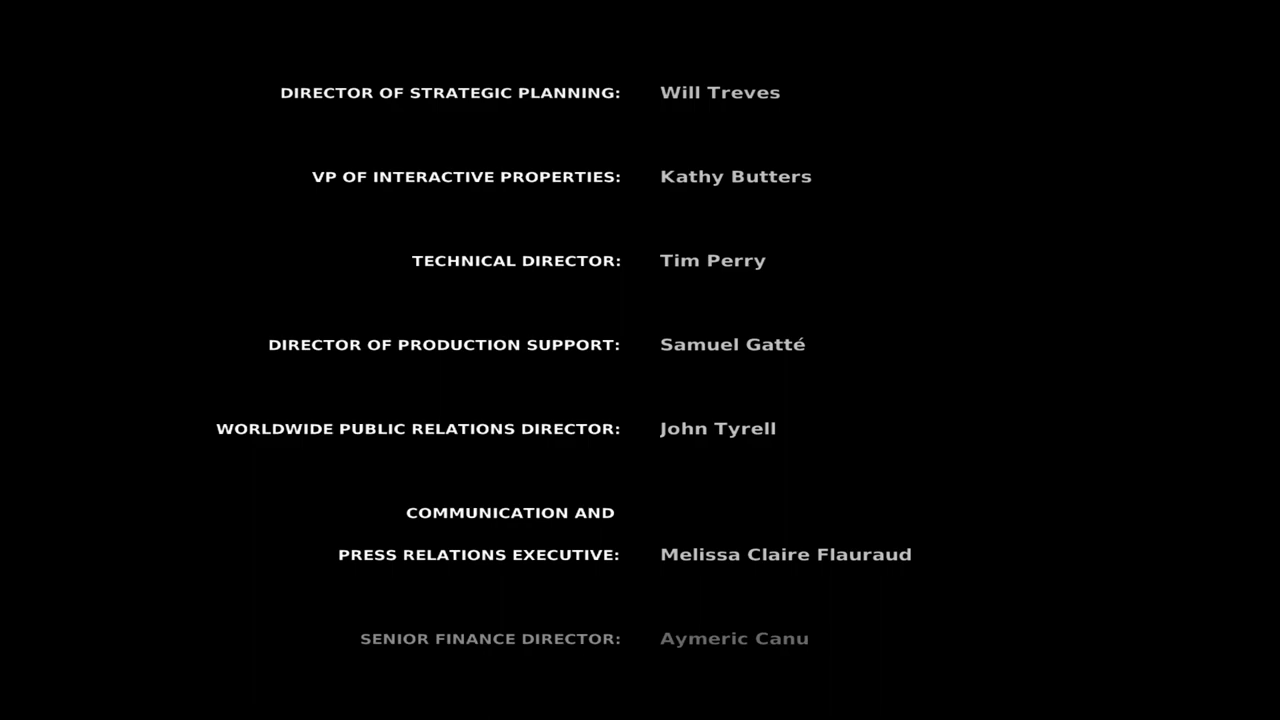 DIRECTOR OF STRATEGIC PLANNING: Will Treves
VP OF INTERACTIVE PROPERTIES: Kathy Butters
TECHNICAL DIRECTOR: Tim Perry
DIRECTOR OF PRODUCTION SUPPORT: Samuel Gatté
WORLDWIDE PUBLIC RELATIONS DIRECTOR: John Tyrell
COMMUNICATION AND
PRESS RELATIONS EXECUTIVE: Melissa Claire Flauraud
SENIOR FINANCE DIRECTOR: Aymeric Canu